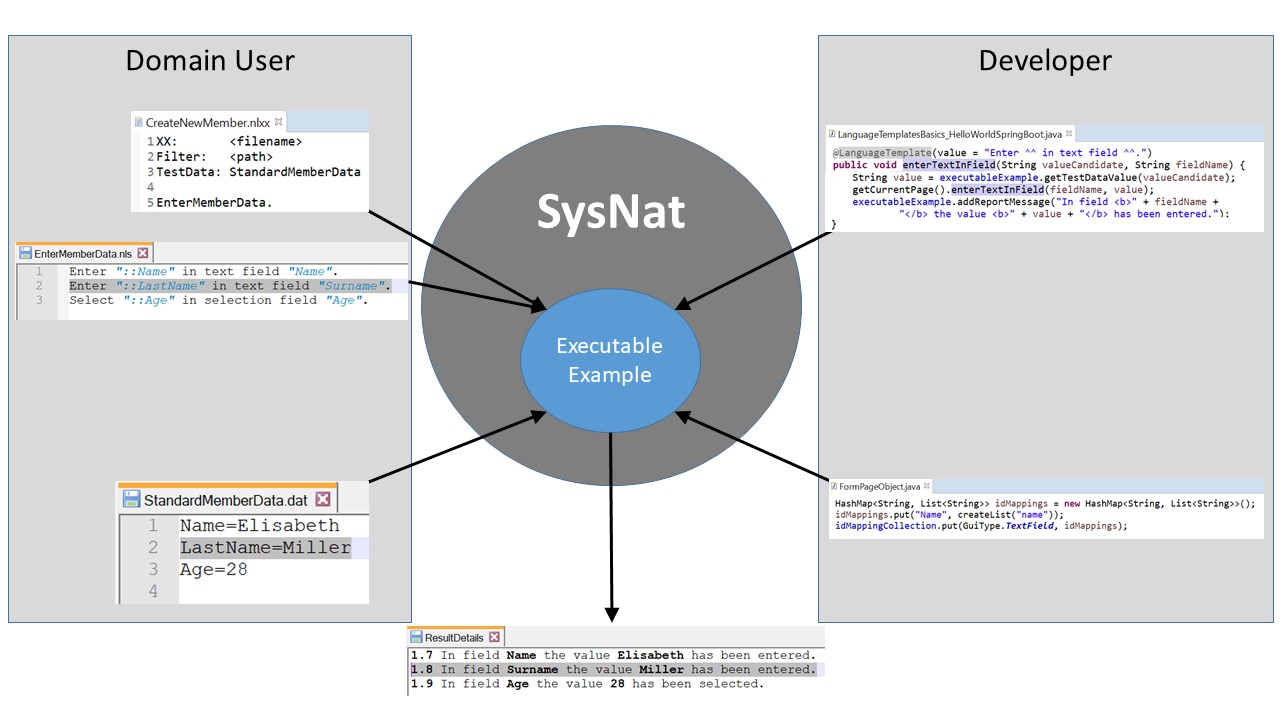 Domain User
CreateNewMember.nlxx
1 XX: <filename>
2 Filter: <path>
3 TestData: StandardMemberData
4
5 EnterMemberData.
EnterMemberData.nls
1 Enter "::Name" in text field "Name".
2 Enter "::LastName" in text field "Surname".
3 Select "::Age" in selection field "Age".
StandardMemberData.dat
1 Name=Elisabeth
2 LastName=Miller
3 Age=28
4
SysNat
Executable
Example
Developer
LanguageTemplatesBasics_HelloWorldSpringBoot.java
@LanguageTemplate(value = "Enter ^^ in text field ^^.")
public void enterTextInField(String valueCandidate, String fieldName) {
String value = executableExample.getTestDataValue(valueCandidate);
getCurrentPage().enterTextInField(fieldName, value);
executableExample.addReportMessage("In field <b>" + fieldName +
"</b> the value <b>" + value + "</b> has been entered.");
}
FormPageObject.java
HashMap<String, List<String>> idMappings = new HashMap<String, List<String>>();
idMappings.put("Name", createList("name"));
idMappingCollection.put(GuiType.TextField, idMappings);
ResultDetails
1.7 In field Name the value Elisabeth has been entered.
1.8 In field Surname the value Miller has been entered.
1.9 In field Age the value 28 has been selected.